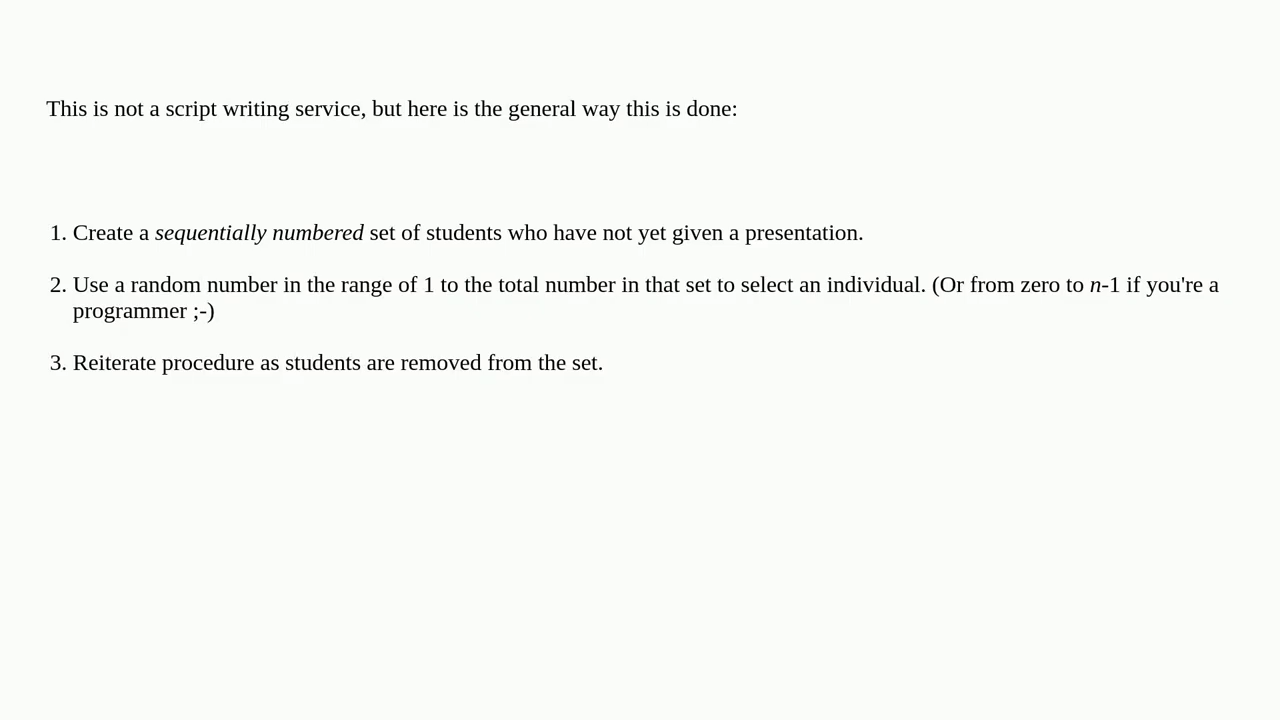 This is not a script writing service, but here is the general way this is done:
1. Create a sequentially numbered set of students who have not yet given a presentation.
2. Use a random number in the range of 1 to the total number in that set to select an individual. (Or from zero to n-1 if you're a
programmer ;-)
3. Reiterate procedure as students are removed from the set.